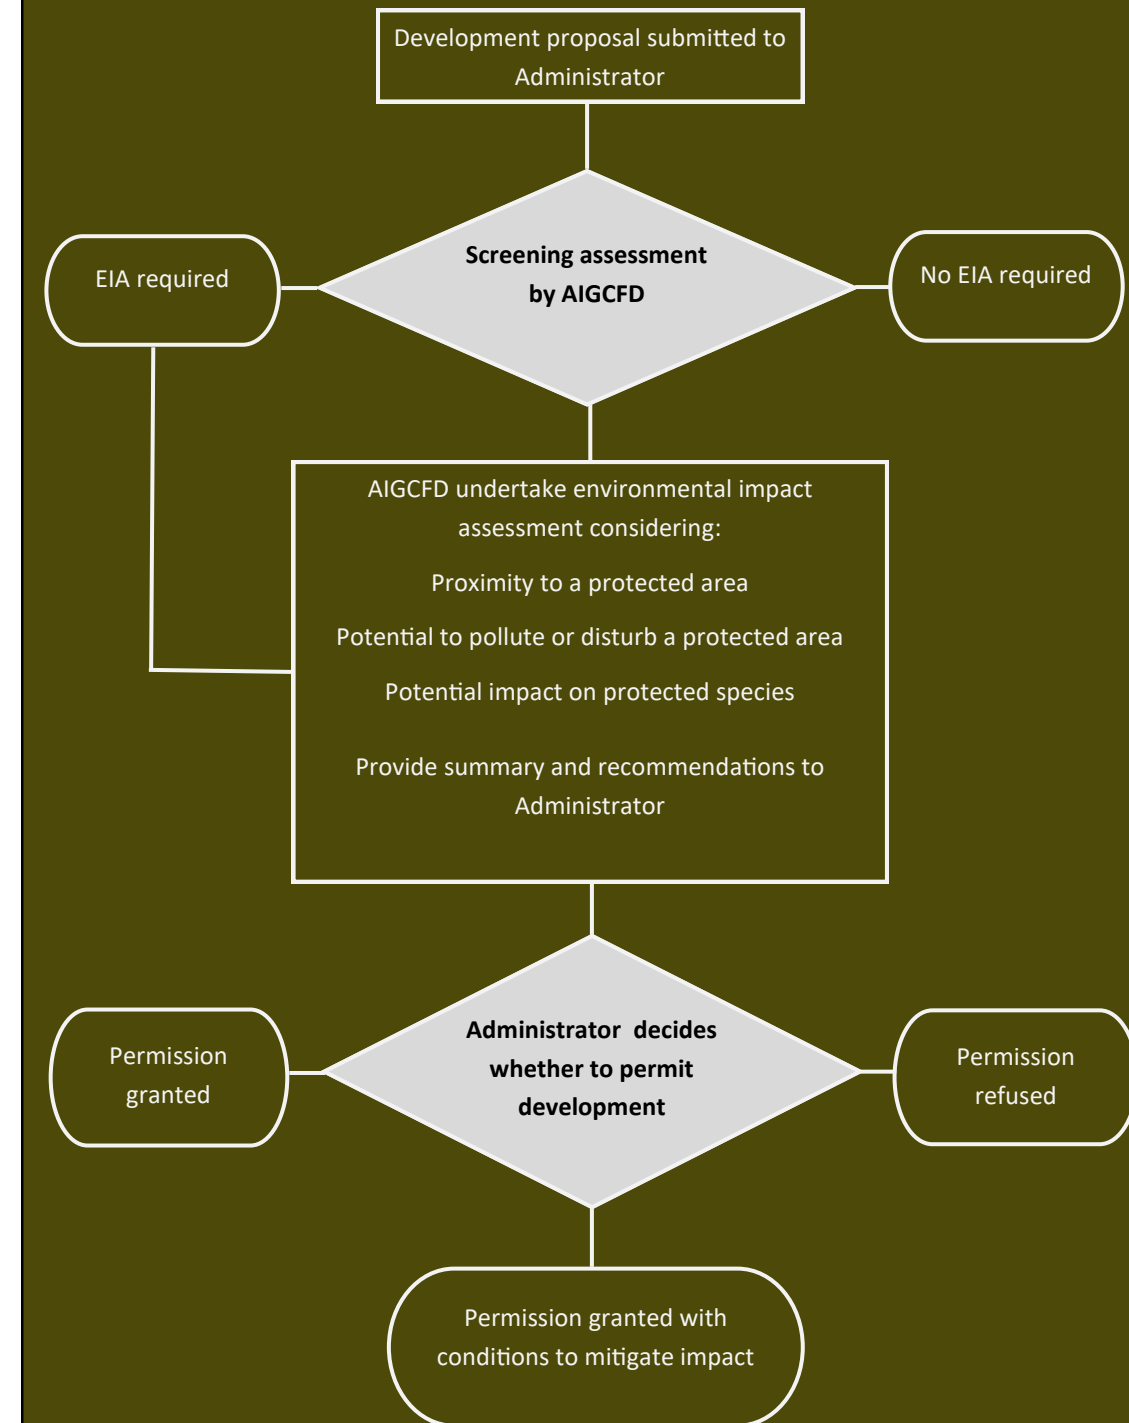 Development proposal submitted to
Administrator
Screening assessment
by AIGCFD
EIA required
No EIA required
AIGCFD undertake environmental impact
assessment considering:
Proximity to a protected area
Potential to pollute or disturb a protected area
Potential impact on protected species
Provide summary and recommendations to
Administrator
Administrator decides
whether to permit
development
Permission
granted
Permission
refused
Permission granted with
conditions to mitigate impact